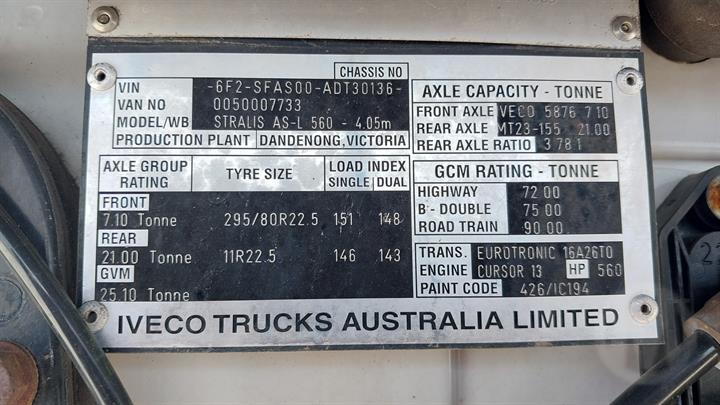 CHASSIS NO
VIN -6F2-SFAS00-ADT30136-
VAN NO 0050007733
MODEL/WB STRALIS AS-L 560 - 4.05m
PRODUCTION PLANT DANDENONG, VICTORIA
AXLE GROUP RATING TYRE SIZE LOAD INDEX SINGLE DUAL
FRONT
7.10 Tonne 295/80R22.5 151 148
REAR
21.00 Tonne 11R22.5 146 143
GVM
25.10 Tonne
AXLE CAPACITY - TONNE
FRONT AXLE IVECO 5876 7.10
REAR AXLE MT23-155 21.00
REAR AXLE RATIO 3.78:1
GCM RATING - TONNE
HIGHWAY 72.00
B-DOUBLE 75.00
ROAD TRAIN 90.00
TRANS. EUROTRONIC 16A26TO
ENGINE CURSOR 13 HP 560
PAINT CODE 426/IC194
IVECO TRUCKS AUSTRALIA LIMITED